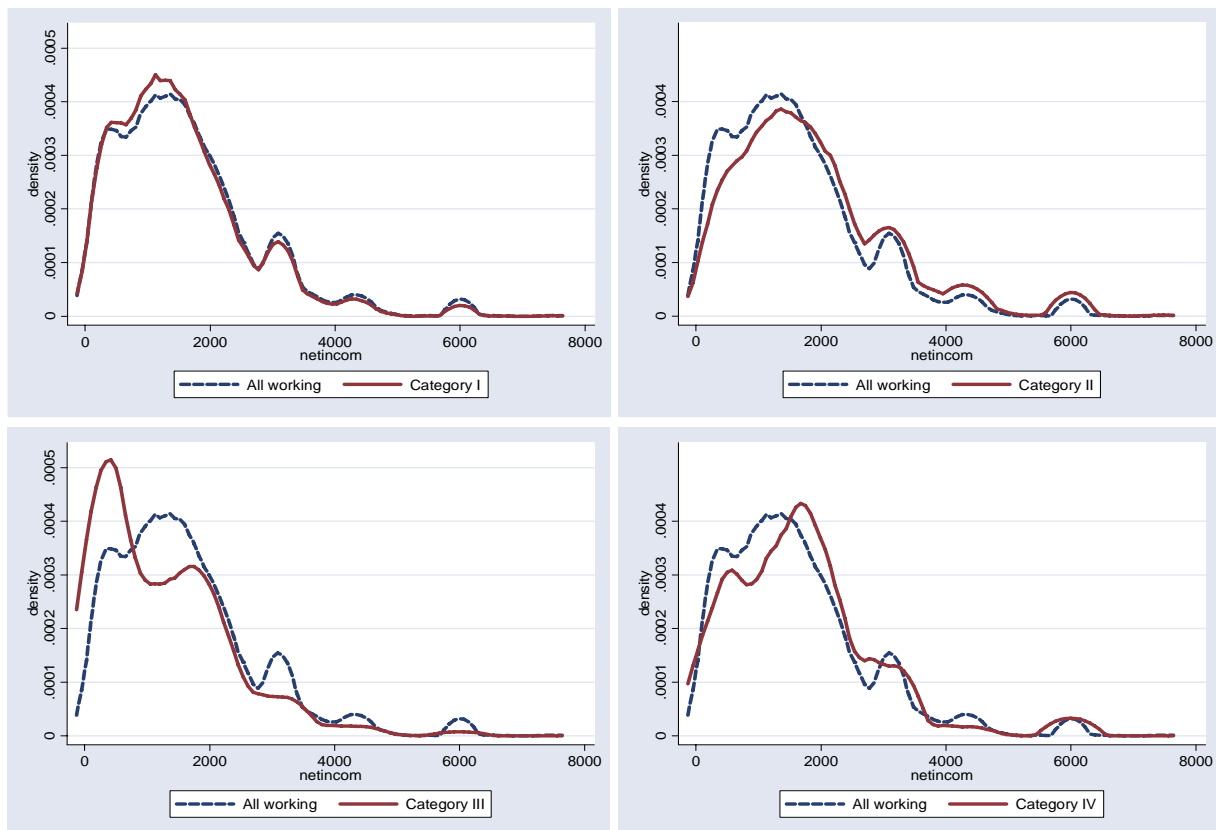 .0005
.0004
.0003
.0002
.0001
0
density
0 2000 4000 6000 8000
netincom
All working Category I
.0004
.0003
.0002
.0001
0
density
0 2000 4000 6000 8000
netincom
All working Category II
.0005
.0004
.0003
.0002
.0001
0
density
0 2000 4000 6000 8000
netincom
All working Category III
.0004
.0003
.0002
.0001
0
density
0 2000 4000 6000 8000
netincom
All working Category IV